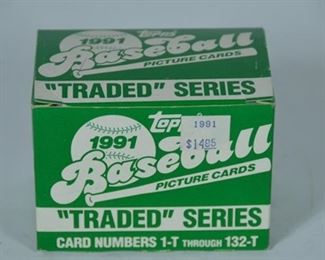 Topps
1991
Baseball
PICTURE CARDS
"TRADED" SERIES
Topps
1991
1991
$14.95
Baseball
PICTURE CARDS
"TRADED" SERIES
CARD NUMBERS 1-T THROUGH 132-T